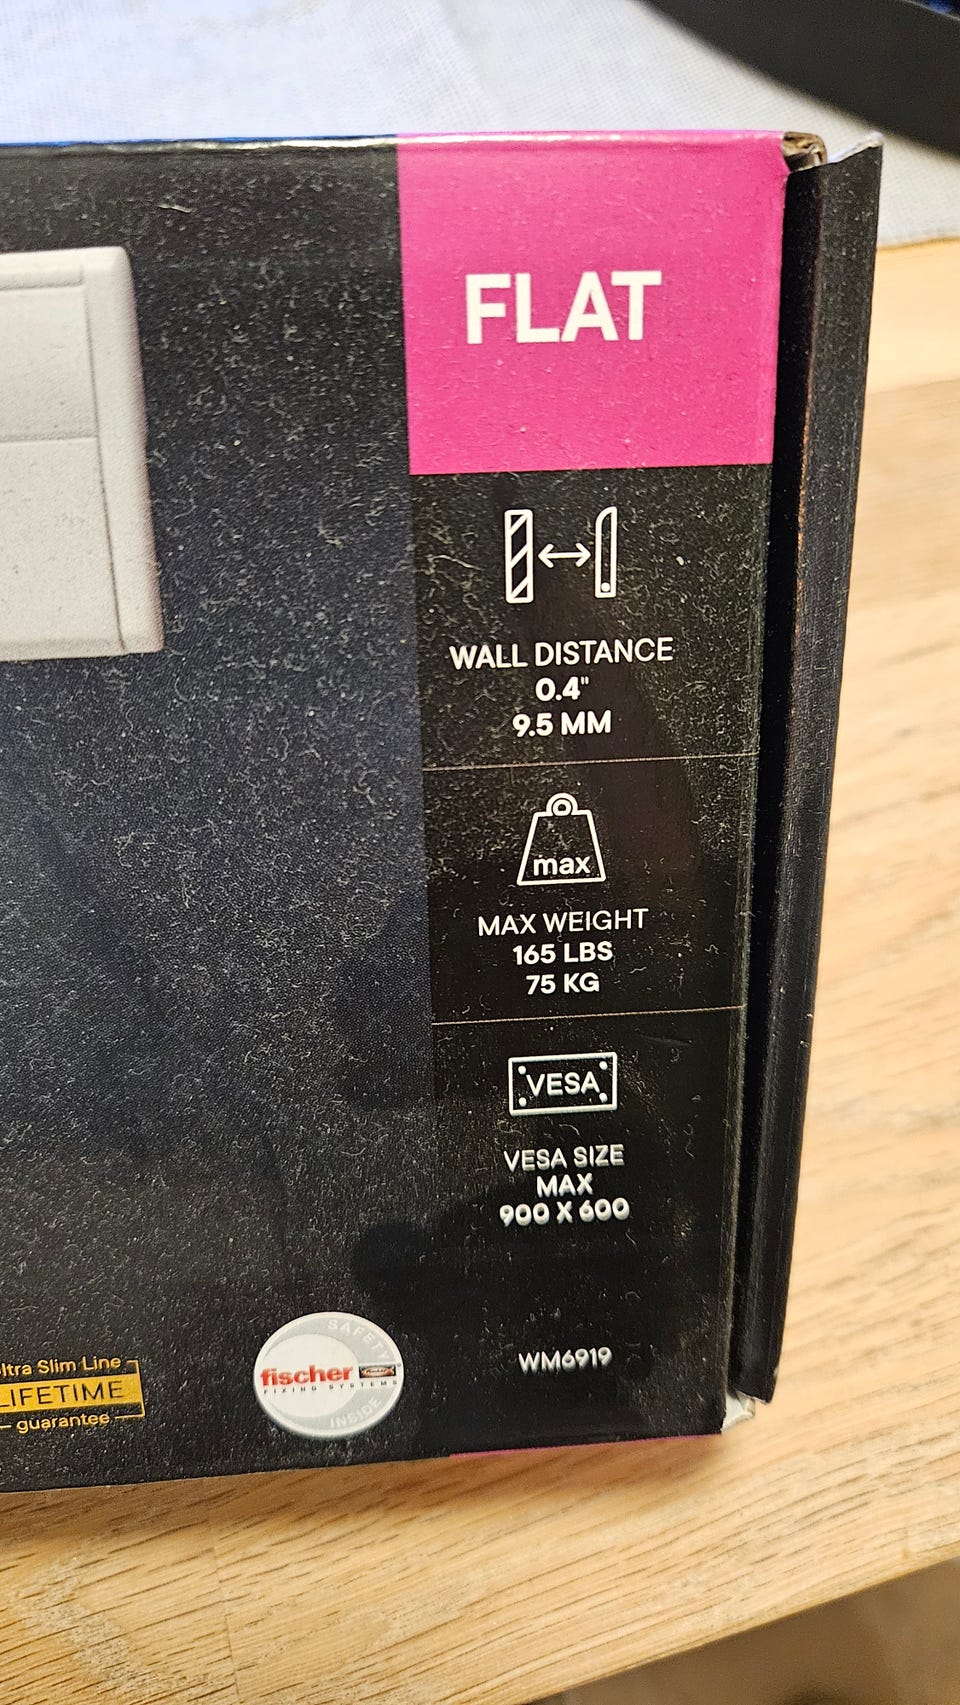 FLAT
WALL DISTANCE
0.4"
9.5 MM
max
MAX WEIGHT
165 LBS
75 KG
VESA
VESA SIZE
MAX
900 X 600
WM6919
ltra Slim Line
LIFETIME
guarantee
SAFETY
fischer
FIXING SYSTEMS
INSIDE